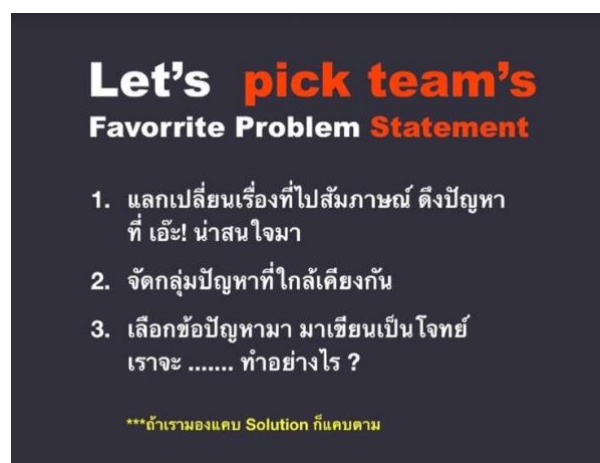 Let's pick team's
Favorrite Problem Statement
1. แลกเปลี่ยนเรื่องที่ไปสัมภาษณ์ ดึงปัญหา
ที่ เอ๊ะ! น่าสนใจมา
2. จัดกลุ่มปัญหาที่ใกล้เคียงกัน
3. เลือกข้อปัญหามา มาเขียนเป็นโจทย์
เราจะ ....... ทำอย่างไร ?
***ถ้าเรามองแคบ Solution ก็แคบตาม